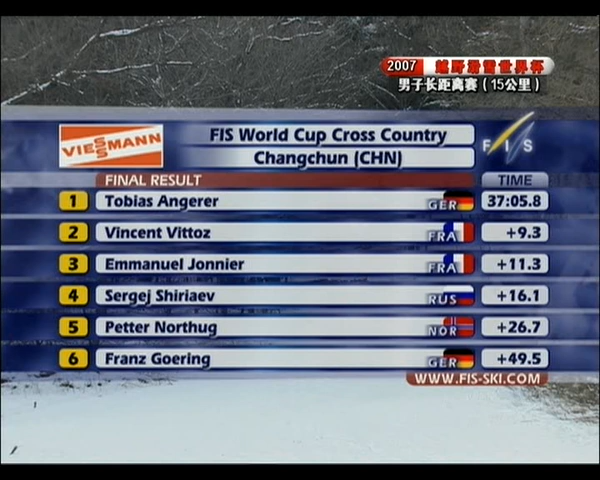 2007 越野滑雪世界杯
男子长距离赛（15公里）
VIESSMANN
FIS World Cup Cross Country
Changchun (CHN)
FIS
FINAL RESULT TIME
1 Tobias Angerer GER 37:05.8
2 Vincent Vittoz FRA +9.3
3 Emmanuel Jonnier FRA +11.3
4 Sergej Shiriaev RUS +16.1
5 Petter Northug NOR +26.7
6 Franz Goering GER +49.5
WWW.FIS-SKI.COM